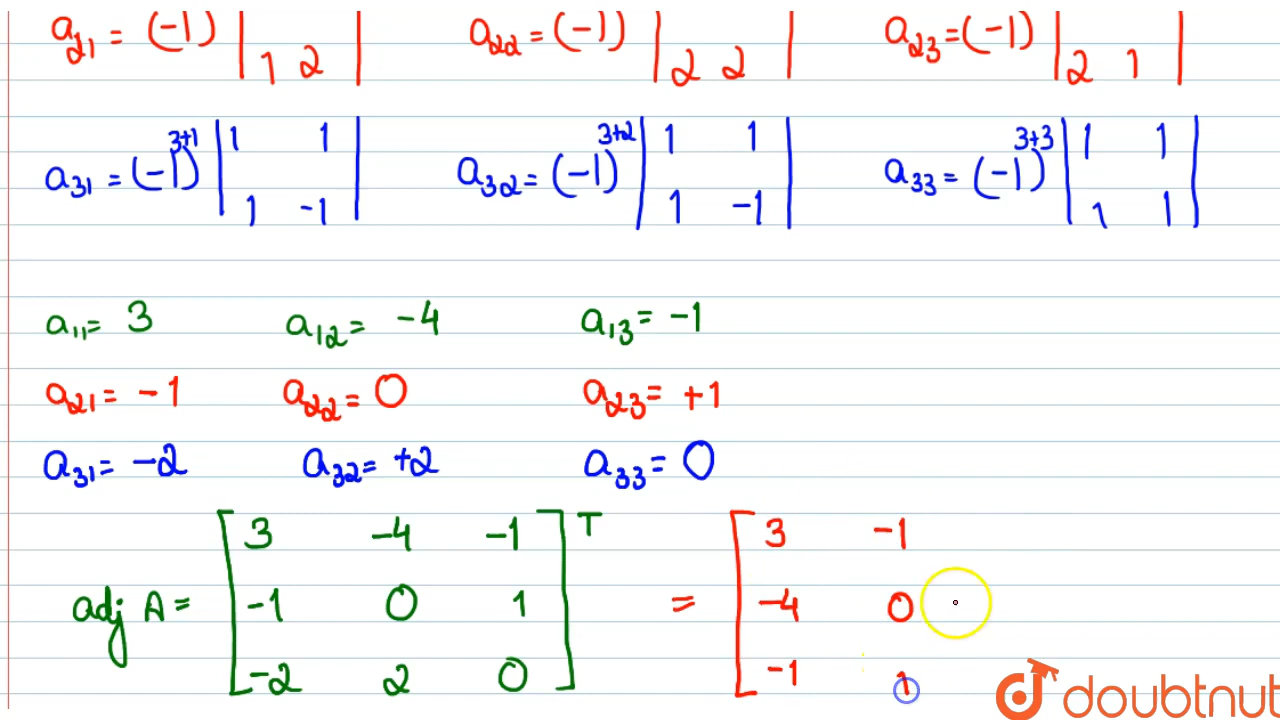 a₂₁ = (-1) | 1 2 | a₂₂ = (-1) | 2 2 | a₂₃ = (-1) | 2 1 |
a₃₁ = (-1)³⁺¹ | 1 1 | a₃₂ = (-1)³⁺² | 1 1 | a₃₃ = (-1)³⁺³ | 1 1 |
| 1 -1 | | 1 -1 | | 1 1 |
a₁₁ = 3 a₁₂ = -4 a₁₃ = -1
a₂₁ = -1 a₂₂ = 0 a₂₃ = +1
a₃₁ = -2 a₃₂ = +2 a₃₃ = 0
[ 3 -4 -1 ]ᵀ [ 3 -1
adj A = -1 0 1 = -4 0
-2 2 0 -1 1
doubtnut